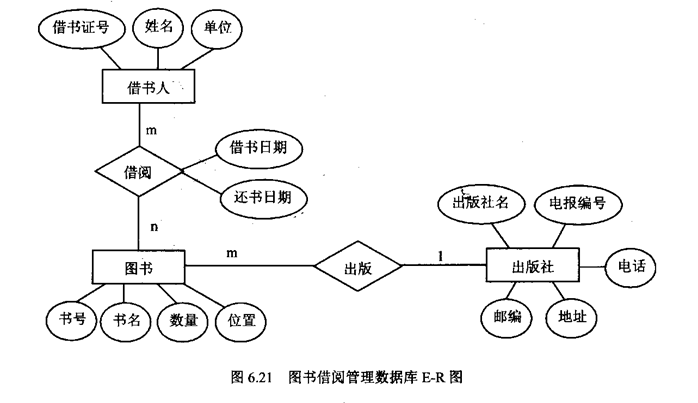 借书证号 姓名 单位
借书人
m
借书日期
借阅
还书日期
n
出版社名 电报编号
图书 m 出版 1 出版社 电话
书号 书名 数量 位置 邮编 地址
图 6.21 图书借阅管理数据库 E-R 图